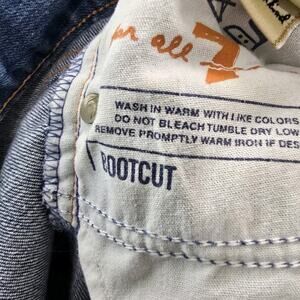 for all 7
WASH IN WARM WITH LIKE COLORS
DO NOT BLEACH TUMBLE DRY LOW
REMOVE PROMPTLY WARM IRON IF DES
BOOTCUT